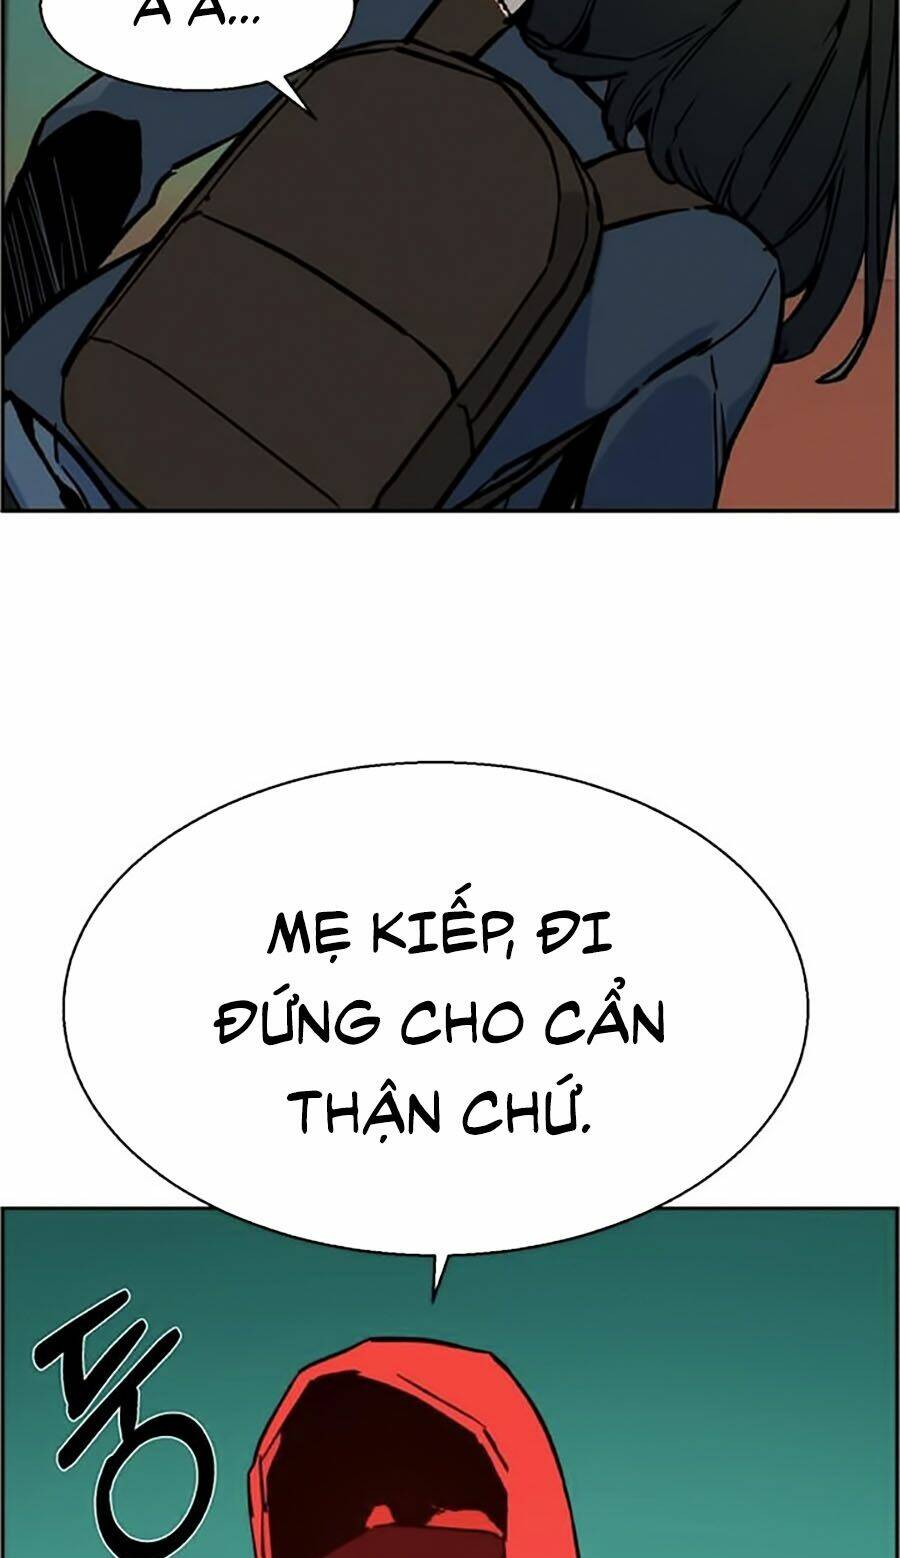 A A...
MẸ KIẾP, ĐI
ĐỨNG CHO CẨN
THẬN CHỨ.